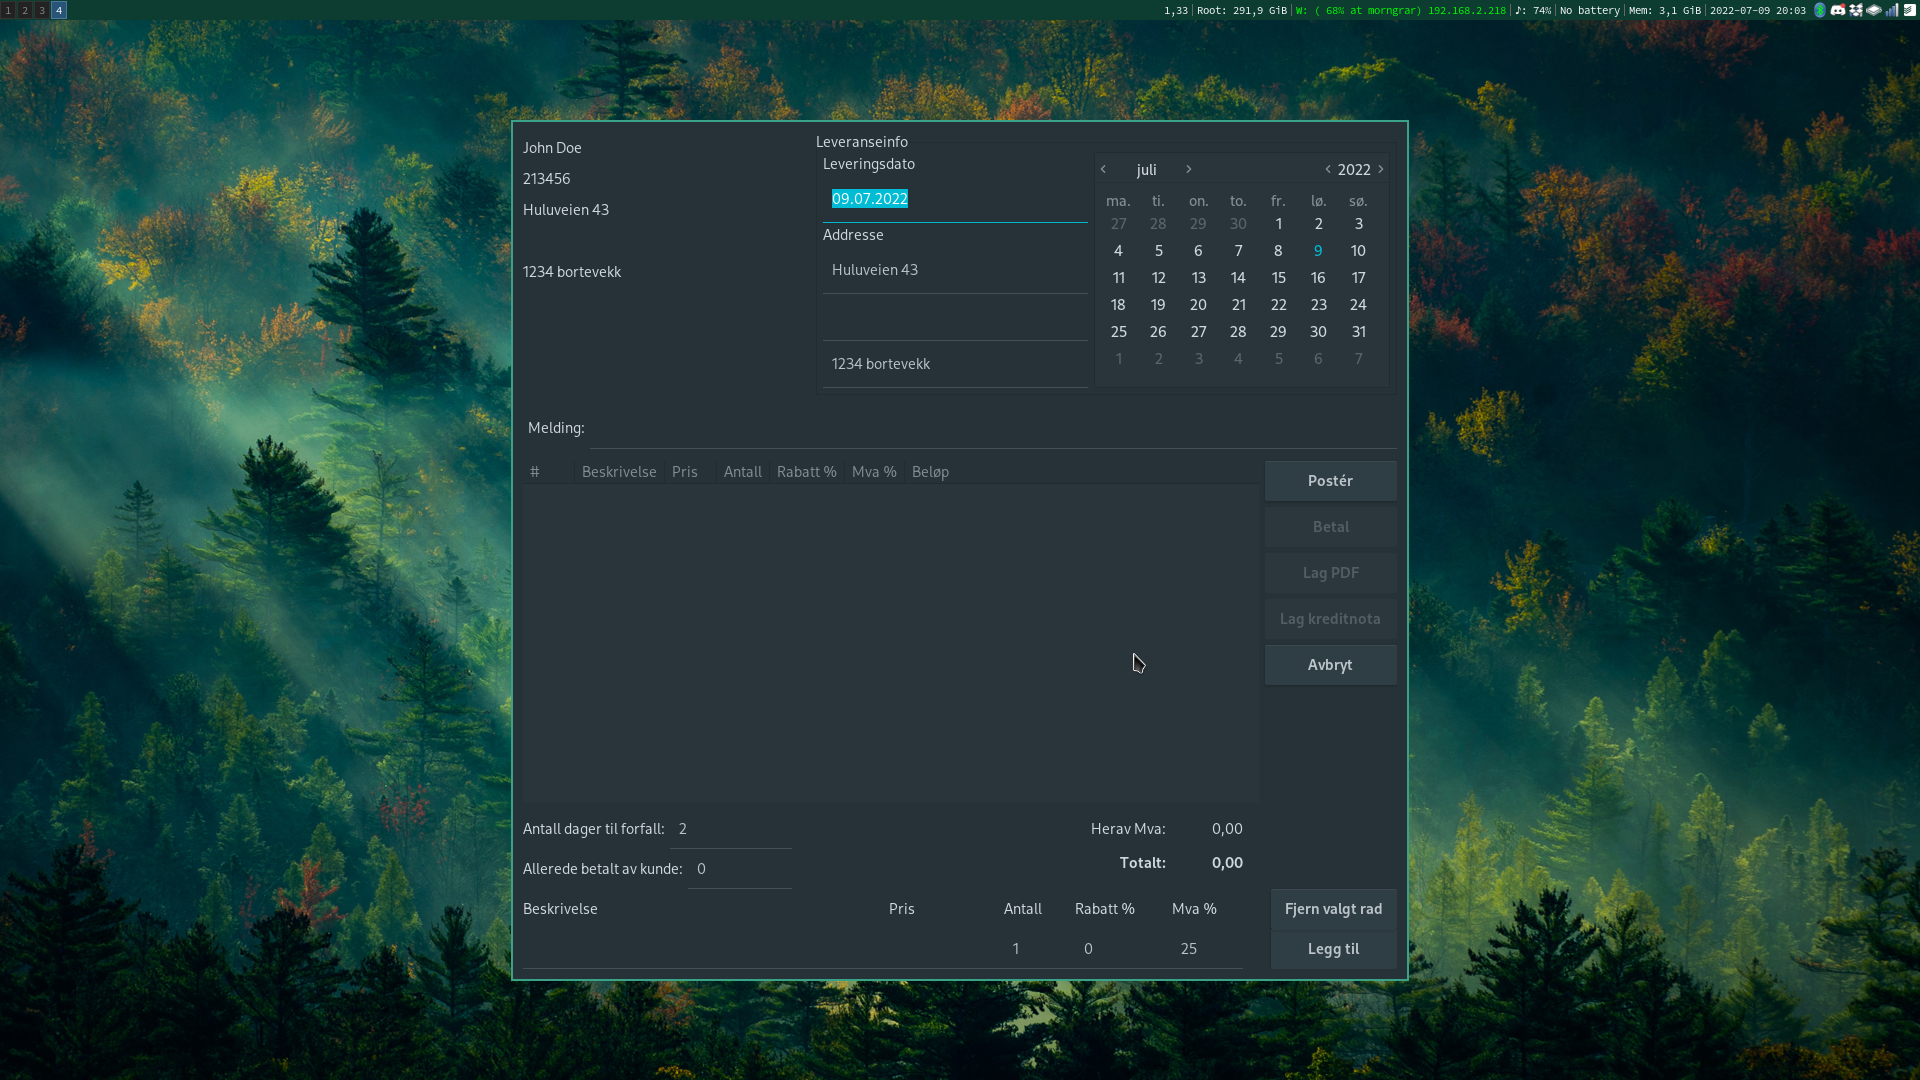 1 2 3 4 1,33 Root: 291,9 GiB W: ( 68% at morngrar) 192.168.2.218 ♪: 74% No battery Mem: 3,1 GiB 2022-07-09 20:03
John Doe
213456
Huluveien 43
1234 bortevekk
Leveranseinfo
Leveringsdato
09.07.2022
Addresse
Huluveien 43
1234 bortevekk
juli 2022
ma. ti. on. to. fr. lø. sø.
27 28 29 30 1 2 3
4 5 6 7 8 9 10
11 12 13 14 15 16 17
18 19 20 21 22 23 24
25 26 27 28 29 30 31
1 2 3 4 5 6 7
Melding:
# Beskrivelse Pris Antall Rabatt % Mva % Beløp
Postér
Betal
Lag PDF
Lag kreditnota
Avbryt
Antall dager til forfall: 2
Herav Mva: 0,00
Totalt: 0,00
Allerede betalt av kunde: 0
Beskrivelse Pris Antall Rabatt % Mva %
Fjern valgt rad
1 0 25
Legg til